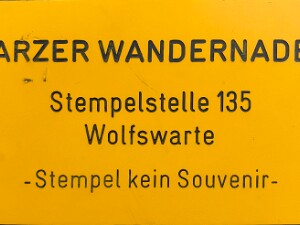 ARZER WANDERNADE
Stempelstelle 135
Wolfswarte
-Stempel kein Souvenir-